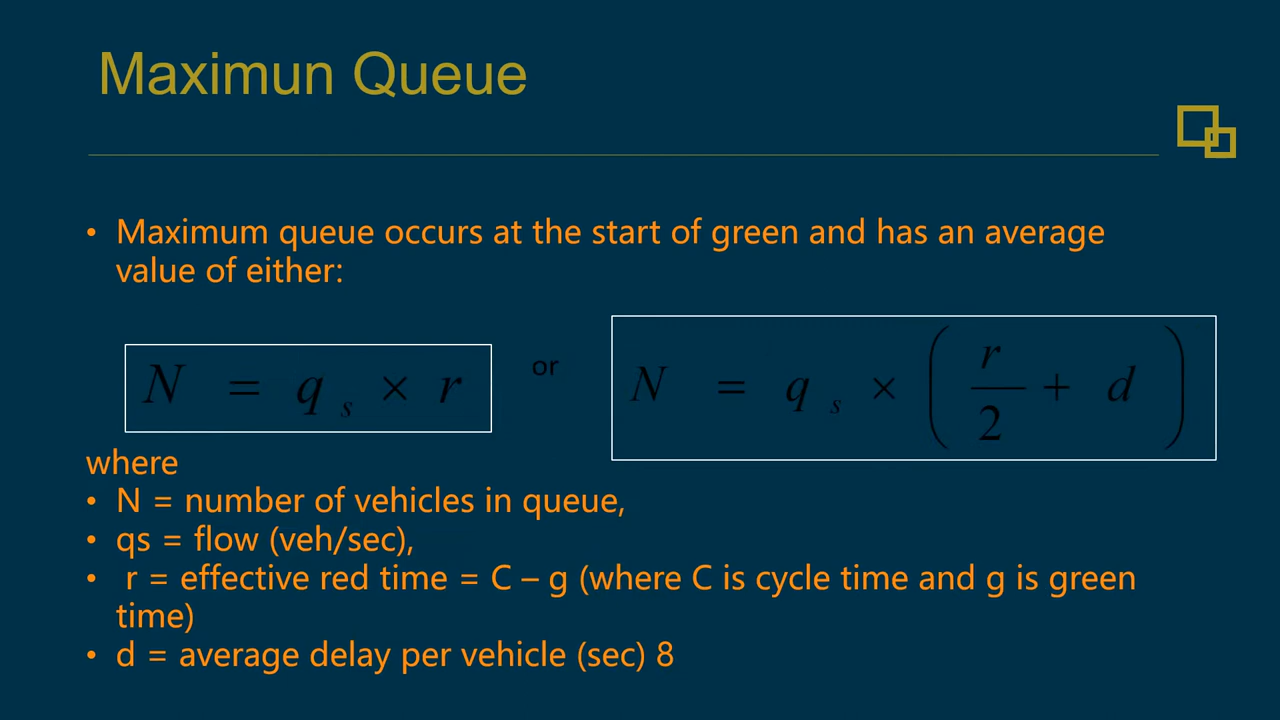 Maximun Queue
• Maximum queue occurs at the start of green and has an average
value of either:
N = q s × r
or
N = q s × ( r/2 + d )
where
• N = number of vehicles in queue,
• qs = flow (veh/sec),
• r = effective red time = C – g (where C is cycle time and g is green
time)
• d = average delay per vehicle (sec) 8